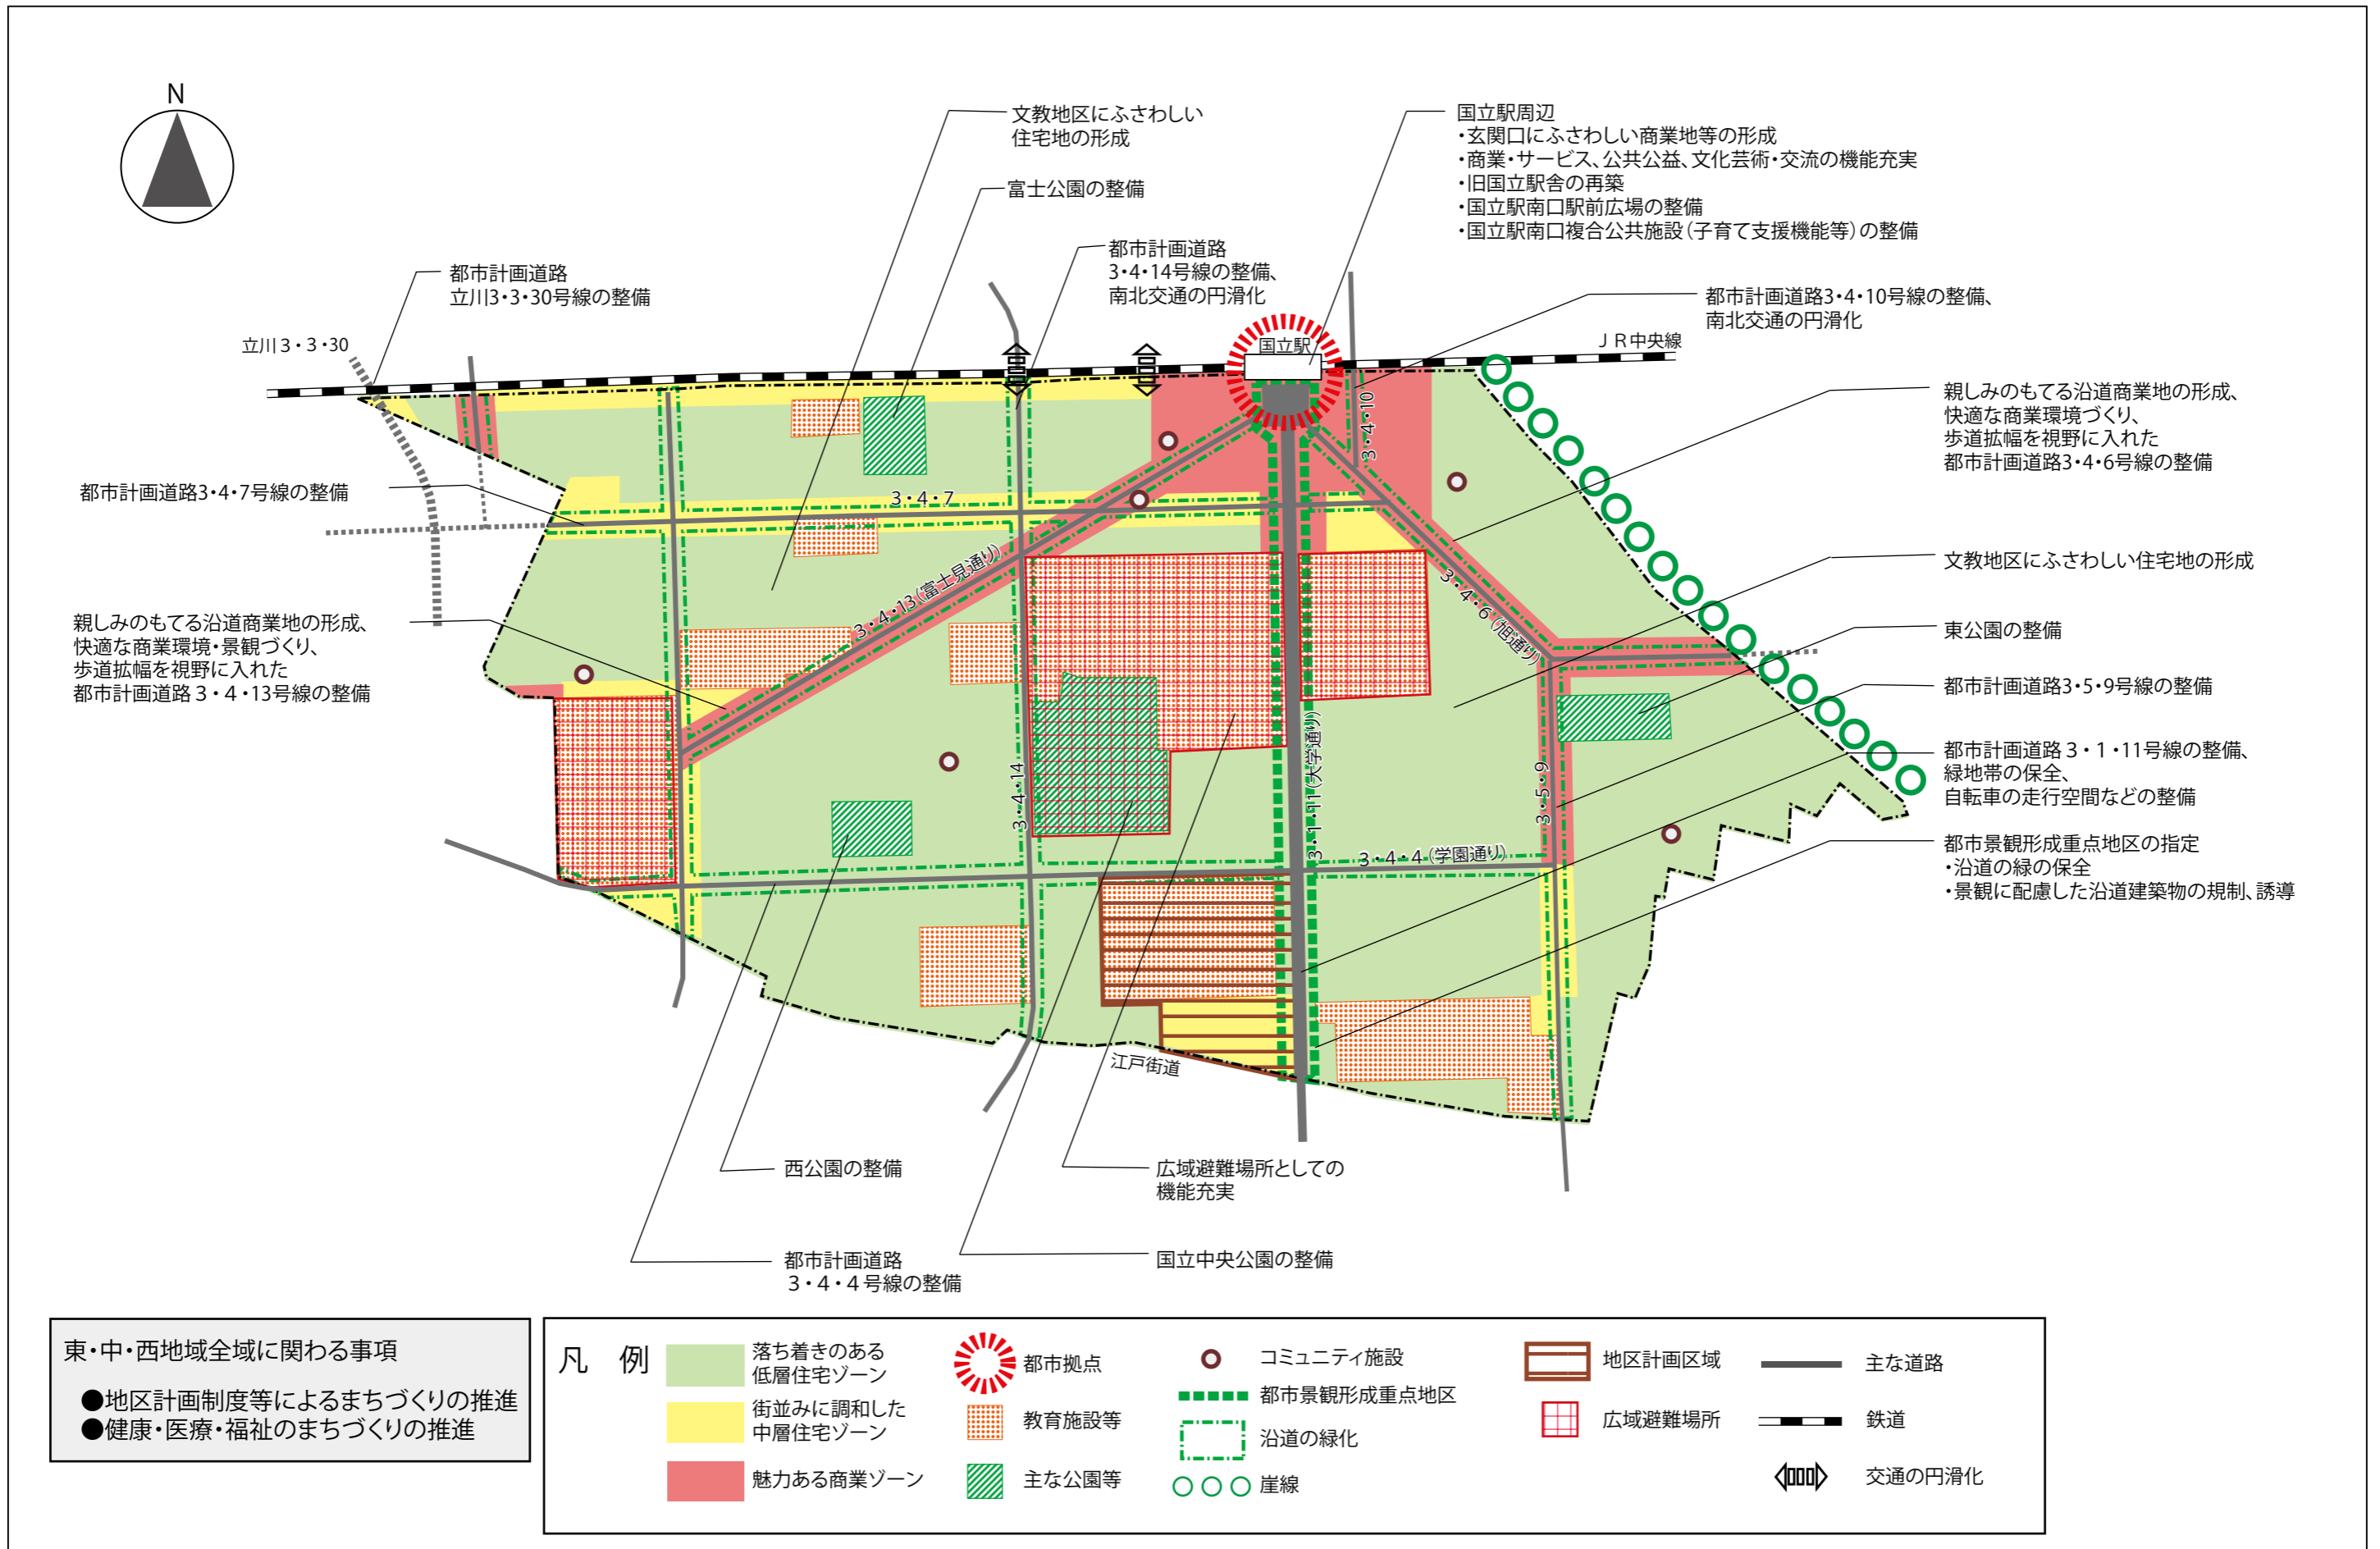 N
文教地区にふさわしい
住宅地の形成
富士公園の整備
都市計画道路
3・4・14号線の整備、
南北交通の円滑化
国立駅周辺
・玄関口にふさわしい商業地等の形成
・商業・サービス、公共公益、文化芸術・交流の機能充実
・旧国立駅舎の再築
・国立駅南口駅前広場の整備
・国立駅南口複合公共施設(子育て支援機能等)の整備
都市計画道路
立川3・3・30号線の整備
立川3・3・30
都市計画道路3・4・10号線の整備、
南北交通の円滑化
国立駅
JR中央線
親しみのもてる沿道商業地の形成、
快適な商業環境づくり、
歩道拡幅を視野に入れた
都市計画道路3・4・6号線の整備
3・4・10
都市計画道路3・4・7号線の整備
3・4・7
文教地区にふさわしい住宅地の形成
3・4・13(富士見通り)
3・4・6(旭通り)
親しみのもてる沿道商業地の形成、
快適な商業環境・景観づくり、
歩道拡幅を視野に入れた
都市計画道路3・4・13号線の整備
東公園の整備
都市計画道路3・5・9号線の整備
都市計画道路3・1・11号線の整備、
緑地帯の保全、
自転車の走行空間などの整備
3・4・14
3・1・11(大学通り)
3・5・9
3・4・4(学園通り)
都市景観形成重点地区の指定
・沿道の緑の保全
・景観に配慮した沿道建築物の規制、誘導
江戸街道
西公園の整備
広域避難場所としての
機能充実
都市計画道路
3・4・4号線の整備
国立中央公園の整備
東・中・西地域全域に関わる事項
●地区計画制度等によるまちづくりの推進
●健康・医療・福祉のまちづくりの推進
凡 例
落ち着きのある
低層住宅ゾーン
街並みに調和した
中層住宅ゾーン
魅力ある商業ゾーン
都市拠点
教育施設等
主な公園等
コミュニティ施設
都市景観形成重点地区
沿道の緑化
崖線
地区計画区域
広域避難場所
主な道路
鉄道
交通の円滑化